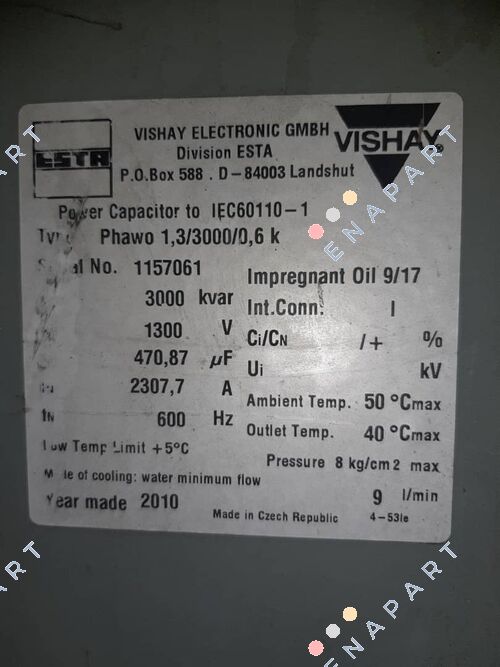 ESTA
VISHAY ELECTRONIC GMBH
Division ESTA
P.O.Box 588 . D-84003 Landshut
VISHAY®
Power Capacitor to IEC60110-1
Phawo 1,3/3000/0,6 k
No. 1157061
3000 kvar
1300 V
470,87 µF
2307,7 A
600 Hz
Low Temp Limit +5°C
of cooling: water minimum flow
Year made 2010
Impregnant Oil 9/17
Int.Conn: I
Ci/CN /+ %
Ui kV
Ambient Temp. 50 °Cmax
Outlet Temp. 40 °Cmax
Pressure 8 kg/cm2 max
9 l/min
Made in Czech Republic 4-53le
ENAPART
ENAPART
ENAPART
ENAPART